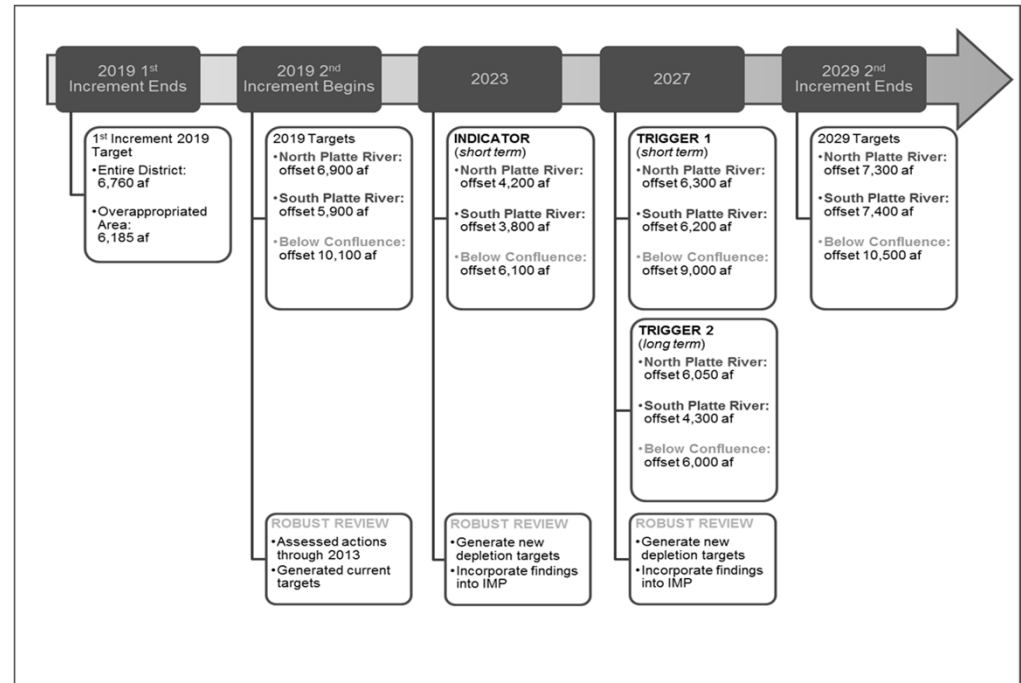 2019 1st
Increment Ends
2019 2nd
Increment Begins
2023
2027
2029 2nd
Increment Ends
1st Increment 2019
Target
•Entire District:
6,760 af
•Overappropriated
Area:
6,185 af
2019 Targets
•North Platte River:
offset 6,900 af
•South Platte River:
offset 5,900 af
•Below Confluence:
offset 10,100 af
INDICATOR
(short term)
•North Platte River:
offset 4,200 af
•South Platte River:
offset 3,800 af
•Below Confluence:
offset 6,100 af
TRIGGER 1
(short term)
•North Platte River:
offset 6,300 af
•South Platte River:
offset 6,200 af
•Below Confluence:
offset 9,000 af
2029 Targets
•North Platte River:
offset 7,300 af
•South Platte River:
offset 7,400 af
•Below Confluence:
offset 10,500 af
TRIGGER 2
(long term)
•North Platte River:
offset 6,050 af
•South Platte River:
offset 4,300 af
•Below Confluence:
offset 6,000 af
ROBUST REVIEW
•Assessed actions
through 2013
•Generated current
targets
ROBUST REVIEW
•Generate new
depletion targets
•Incorporate findings
into IMP
ROBUST REVIEW
•Generate new
depletion targets
•Incorporate findings
into IMP